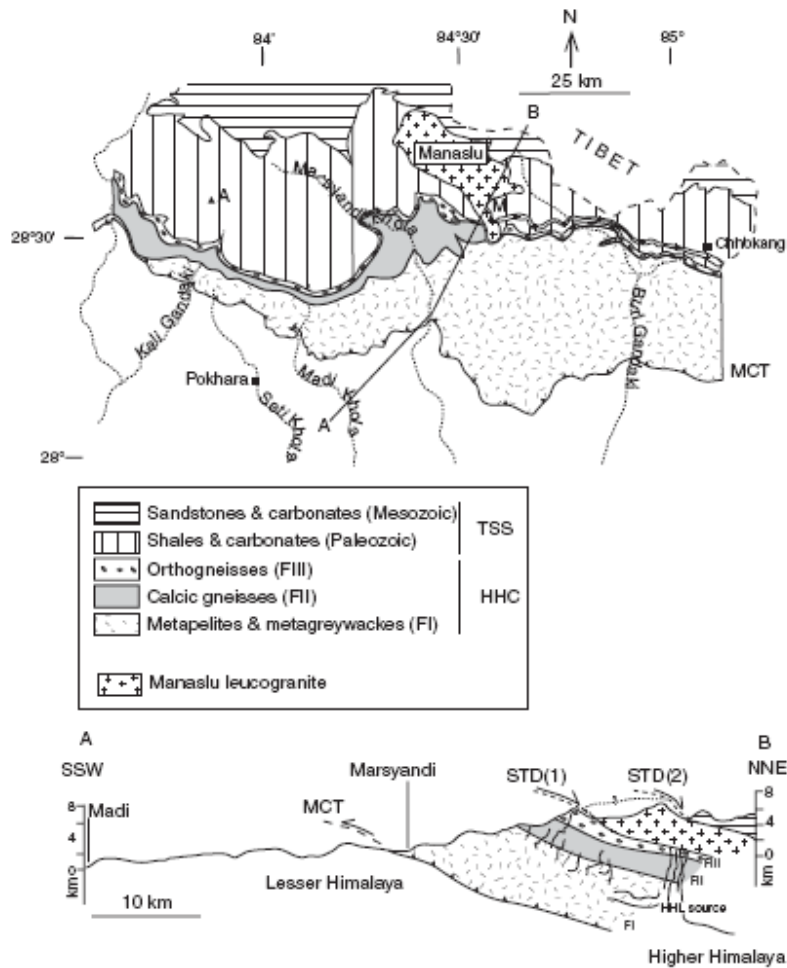 N
84° 84°30' 85°
25 km
B
TIBET
Manaslu
Marsyandi Khola
A
M
28°30'
Chhokang
Kali Gandaki
Buri Gandaki
MCT
Pokhara
Madi Khola
Seti Khola
A
28°
Sandstones & carbonates (Mesozoic)
TSS
Shales & carbonates (Paleozoic)
Orthogneisses (FIII)
Calcic gneisses (FII)
HHC
Metapelites & metagreywackes (FI)
Manaslu leucogranite
A B
SSW Marsyandi STD(1) STD(2) NNE
8 MCT 8
Madi
4 4
0 0
km km
FIII
FII
Lesser Himalaya
HHL source
10 km
FI
Higher Himalaya